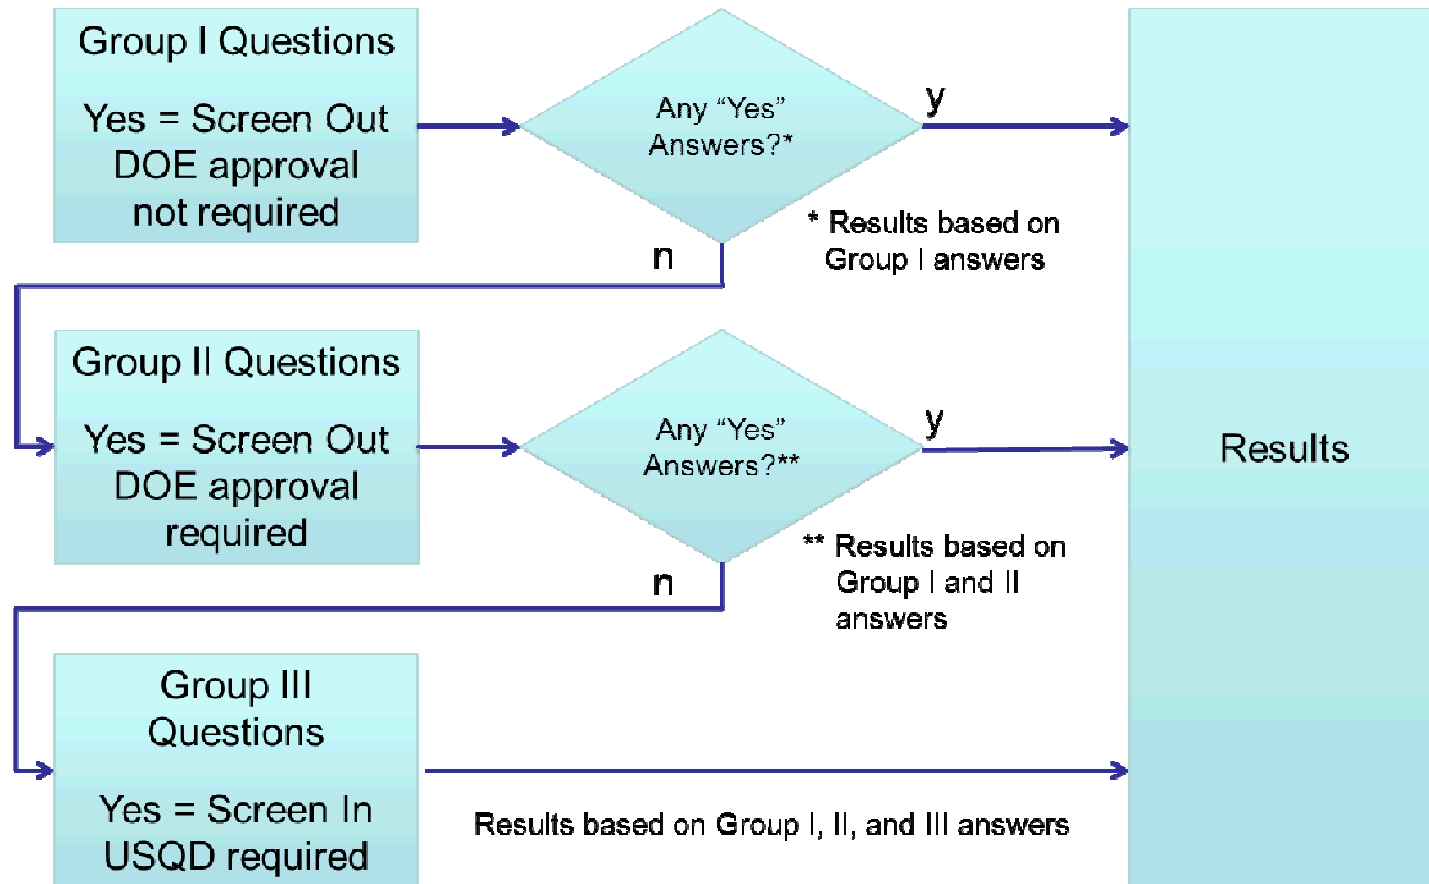 Group I Questions
Yes = Screen Out
DOE approval
not required
Any “Yes”
Answers?*
y
* Results based on
Group I answers
n
Group II Questions
Yes = Screen Out
DOE approval
required
Any “Yes”
Answers?**
y
** Results based on
Group I and II
answers
n
Group III
Questions
Yes = Screen In
USQD required
Results based on Group I, II, and III answers
Results